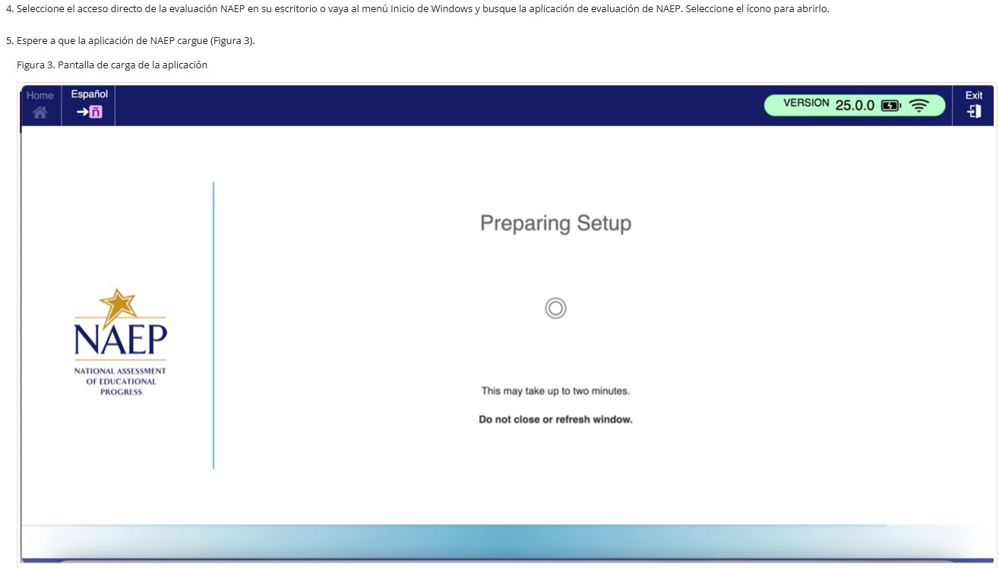 4. Seleccione el acceso directo de la evaluación NAEP en su escritorio o vaya al menú Inicio de Windows y busque la aplicación de evaluación de NAEP. Seleccione el ícono para abrirlo.
5. Espere a que la aplicación de NAEP cargue (Figura 3).
Figura 3. Pantalla de carga de la aplicación
Home
Español
ñ
VERSION 25.0.0
Exit
Preparing Setup
NAEP
NATIONAL ASSESSMENT
OF EDUCATIONAL
PROGRESS
This may take up to two minutes.
Do not close or refresh window.